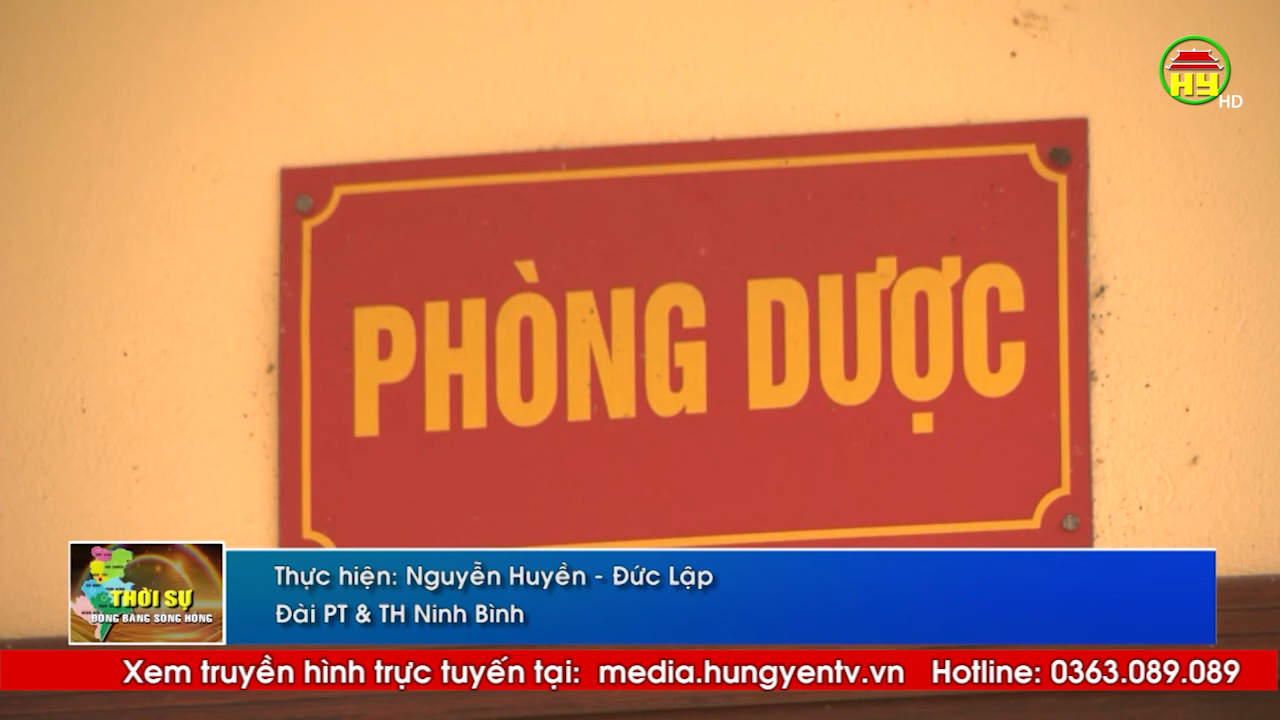 HY HD
PHÒNG DƯỢC
Thực hiện: Nguyễn Huyền - Đức Lập
Đài PT & TH Ninh Bình
THỜI SỰ
ĐỒNG BẰNG SÔNG HỒNG
Xem truyền hình trực tuyến tại: media.hungyentv.vn Hotline: 0363.089.089